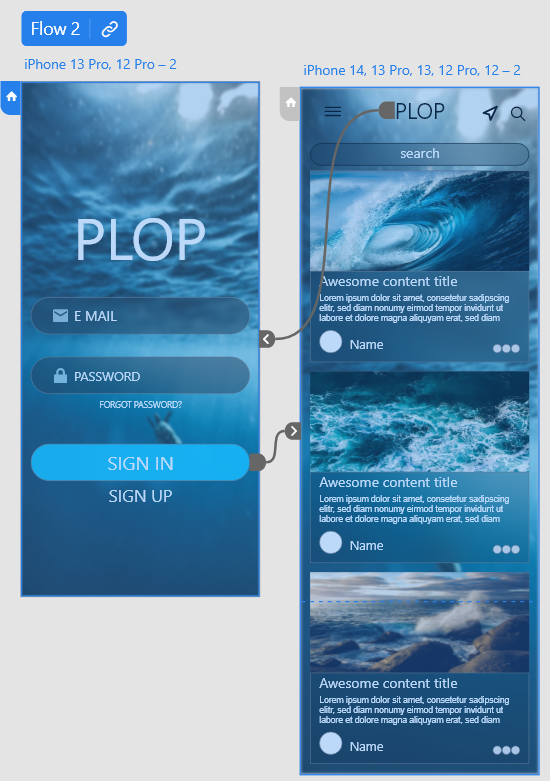 Flow 2
iPhone 13 Pro, 12 Pro – 2
PLOP
E MAIL
PASSWORD
FORGOT PASSWORD?
SIGN IN
SIGN UP
iPhone 14, 13 Pro, 13, 12 Pro, 12 – 2
PLOP
search
Awesome content title
Lorem ipsum dolor sit amet, consetetur sadipscing
elitr, sed diam nonumy eirmod tempor invidunt ut
labore et dolore magna aliquyam erat, sed diam
Name
Awesome content title
Lorem ipsum dolor sit amet, consetetur sadipscing
elitr, sed diam nonumy eirmod tempor invidunt ut
labore et dolore magna aliquyam erat, sed diam
Name
Awesome content title
Lorem ipsum dolor sit amet, consetetur sadipscing
elitr, sed diam nonumy eirmod tempor invidunt ut
labore et dolore magna aliquyam erat, sed diam
Name